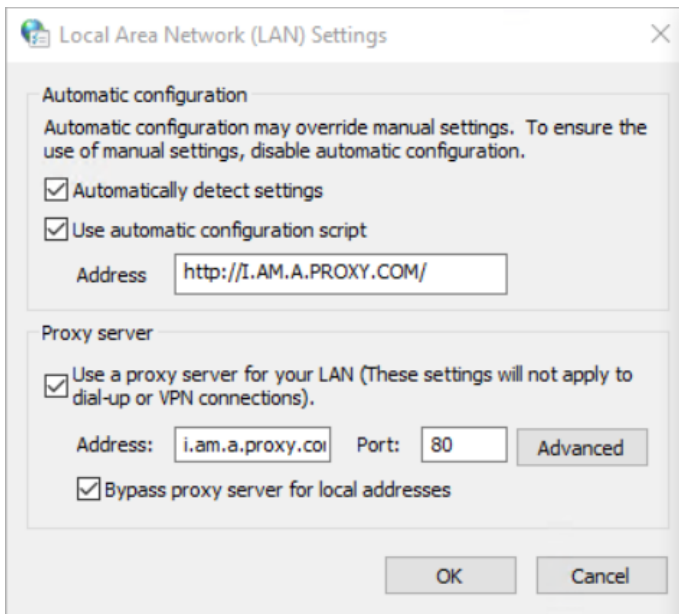 Local Area Network (LAN) Settings
Automatic configuration
Automatic configuration may override manual settings. To ensure the
use of manual settings, disable automatic configuration.
Automatically detect settings
Use automatic configuration script
Address http://I.AM.A.PROXY.COM/
Proxy server
Use a proxy server for your LAN (These settings will not apply to
dial-up or VPN connections).
Address: i.am.a.proxy.co Port: 80 Advanced
Bypass proxy server for local addresses
OK Cancel